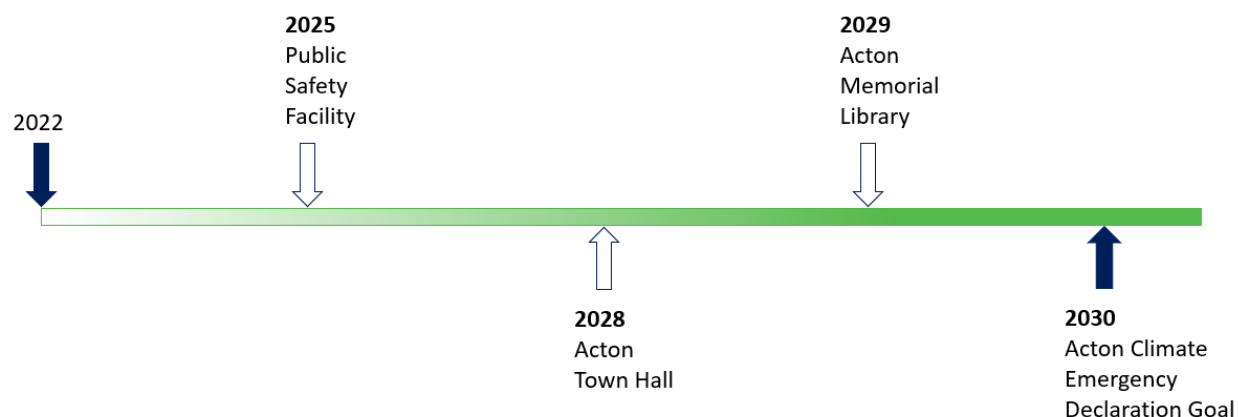 2022
2025
Public
Safety
Facility
2028
Acton
Town Hall
2029
Acton
Memorial
Library
2030
Acton Climate
Emergency
Declaration Goal